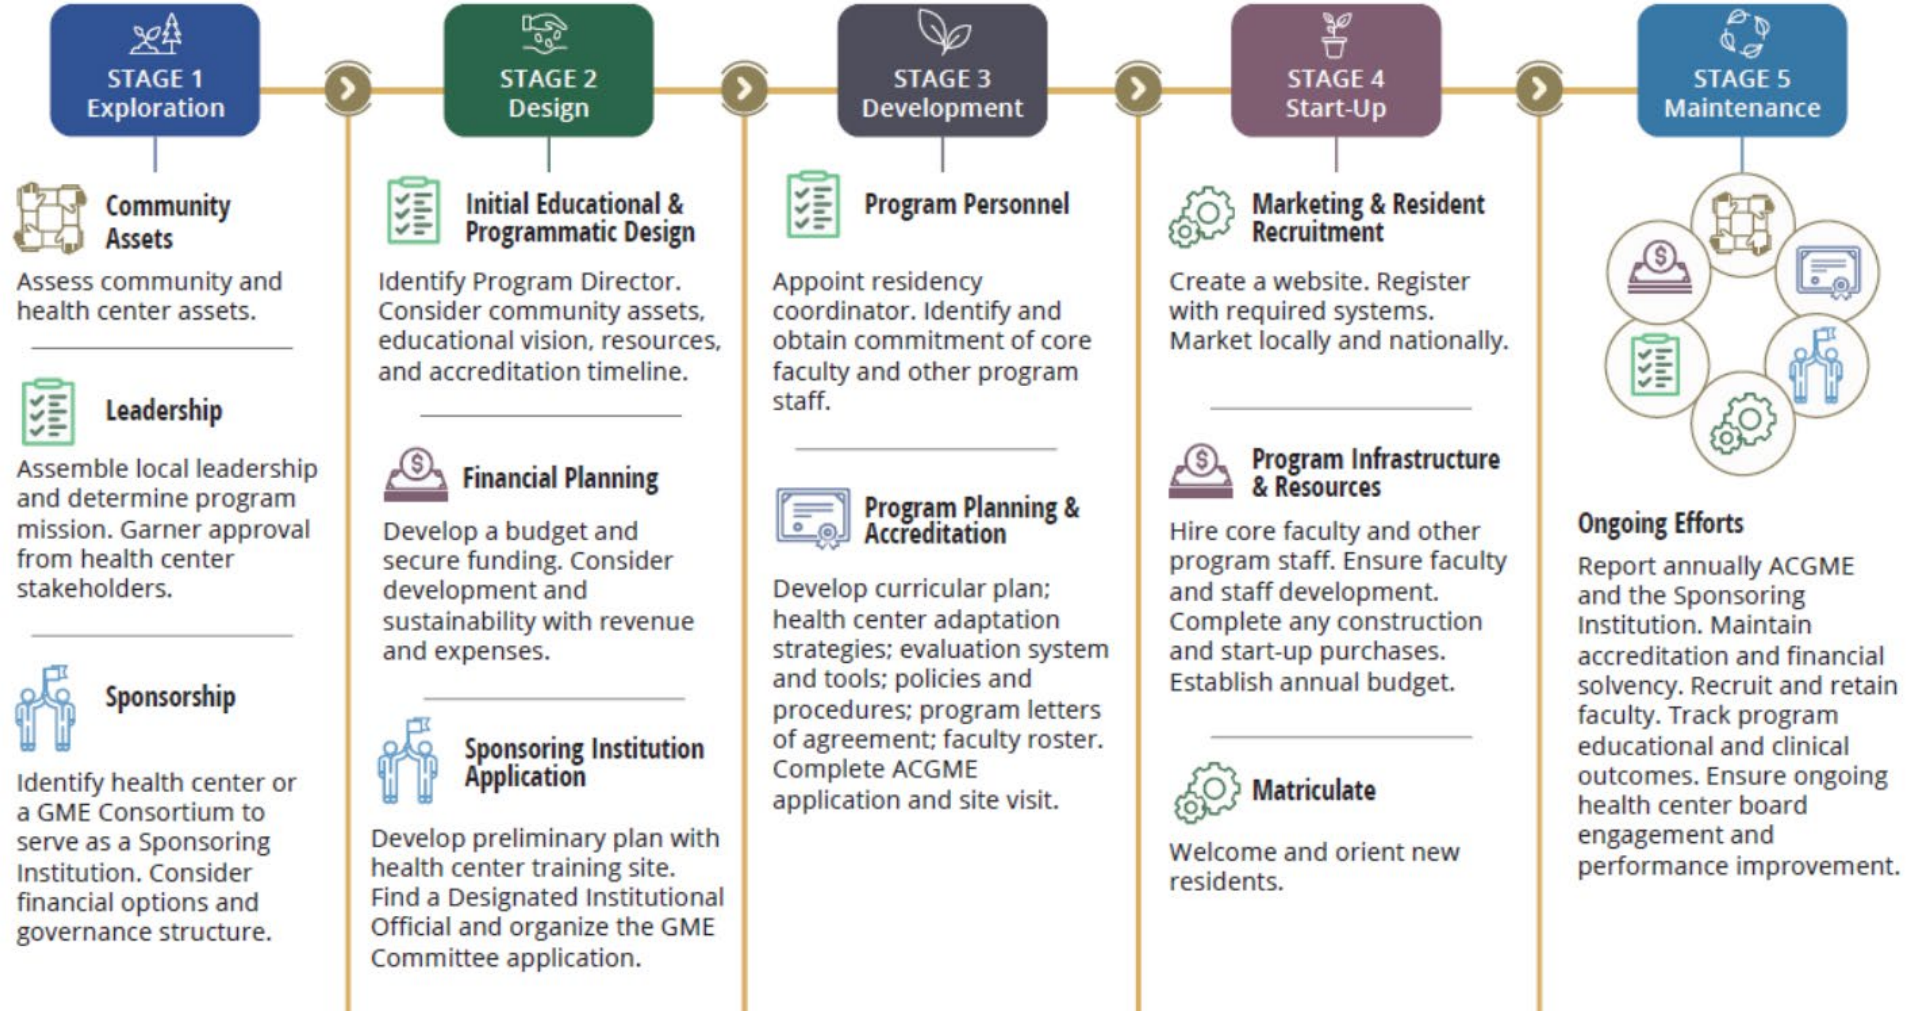 STAGE 1
Exploration
Community
Assets
Assess community and
health center assets.
Leadership
Assemble local leadership
and determine program
mission. Garner approval
from health center
stakeholders.
Sponsorship
Identify health center or
a GME Consortium to
serve as a Sponsoring
Institution. Consider
financial options and
governance structure.
STAGE 2
Design
Initial Educational &
Programmatic Design
Identify Program Director.
Consider community assets,
educational vision, resources,
and accreditation timeline.
$
Financial Planning
Develop a budget and
secure funding. Consider
development and
sustainability with revenue
and expenses.
Sponsoring Institution
Application
Develop preliminary plan with
health center training site.
Find a Designated Institutional
Official and organize the GME
Committee application.
STAGE 3
Development
Program Personnel
Appoint residency
coordinator. Identify and
obtain commitment of core
faculty and other program
staff.
Program Planning &
Accreditation
Develop curricular plan;
health center adaptation
strategies; evaluation system
and tools; policies and
procedures; program letters
of agreement; faculty roster.
Complete ACGME
application and site visit.
STAGE 4
Start-Up
Marketing & Resident
Recruitment
Create a website. Register
with required systems.
Market locally and nationally.
$
Program Infrastructure
& Resources
Hire core faculty and other
program staff. Ensure faculty
and staff development.
Complete any construction
and start-up purchases.
Establish annual budget.
Matriculate
Welcome and orient new
residents.
STAGE 5
Maintenance
$
Ongoing Efforts
Report annually ACGME
and the Sponsoring
Institution. Maintain
accreditation and financial
solvency. Recruit and retain
faculty. Track program
educational and clinical
outcomes. Ensure ongoing
health center board
engagement and
performance improvement.